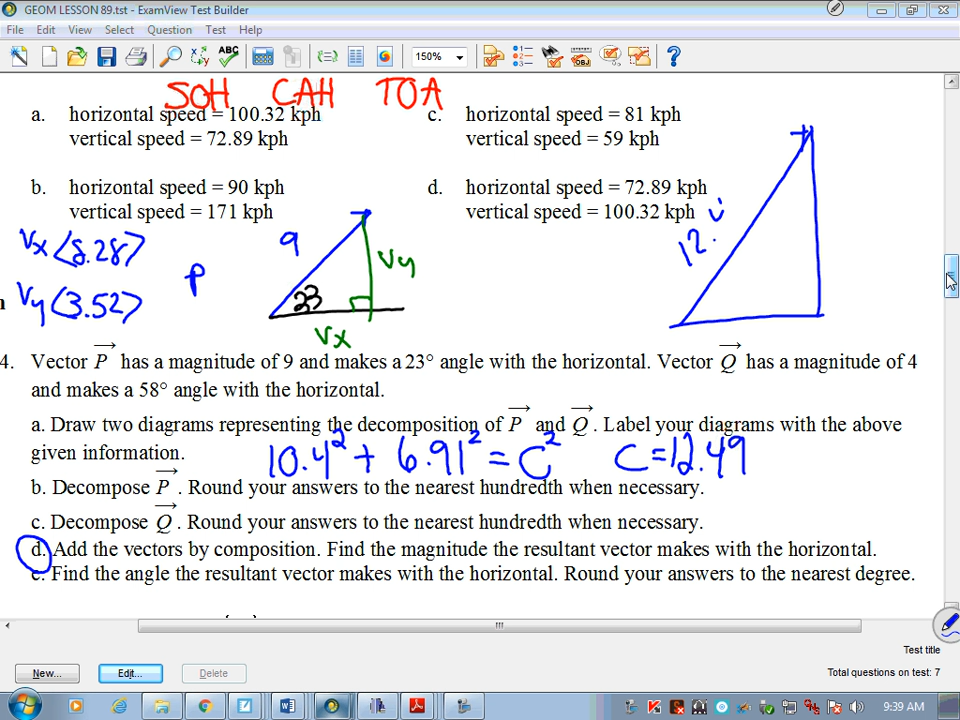 GEOM LESSON 89.tst - ExamView Test Builder
File Edit View Select Question Test Help
ABC
150%
OBJ
SOH CAH TOA
a. horizontal speed = 100.32 kph
vertical speed = 72.89 kph
c. horizontal speed = 81 kph
vertical speed = 59 kph
b. horizontal speed = 90 kph
vertical speed = 171 kph
d. horizontal speed = 72.89 kph
vertical speed = 100.32 kph
Vx ⟨8.28⟩
Vy ⟨3.52⟩
P
9
23
Vy
Vx
4. Vector P has a magnitude of 9 and makes a 23° angle with the horizontal. Vector Q has a magnitude of 4
and makes a 58° angle with the horizontal.
a. Draw two diagrams representing the decomposition of P and Q. Label your diagrams with the above
given information.
10.4² + 6.91² = C² C=12.49
b. Decompose P. Round your answers to the nearest hundredth when necessary.
c. Decompose Q. Round your answers to the nearest hundredth when necessary.
d. Add the vectors by composition. Find the magnitude the resultant vector makes with the horizontal.
e. Find the angle the resultant vector makes with the horizontal. Round your answers to the nearest degree.
Test title
New... Edit... Delete
Total questions on test: 7
9:39 AM